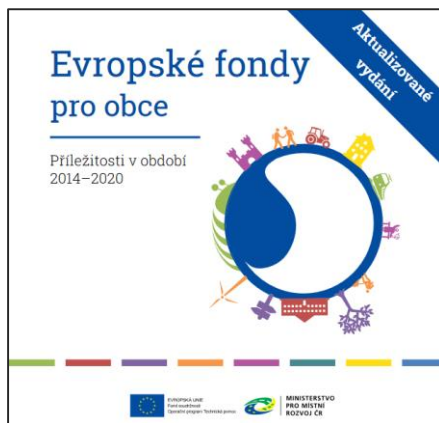 Evropské fondy
pro obce
Aktualizované
vydání
Příležitosti v období
2014–2020
EVROPSKÁ UNIE
Fond soudržnosti
Operační program Technická pomoc
MINISTERSTVO
PRO MÍSTNÍ
ROZVOJ ČR